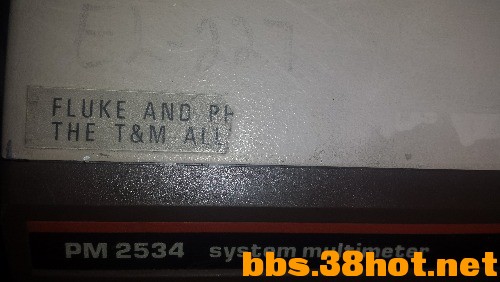 FLUKE AND PH
THE T&M ALL
PM 2534 system multimeter
bbs.38hot.net